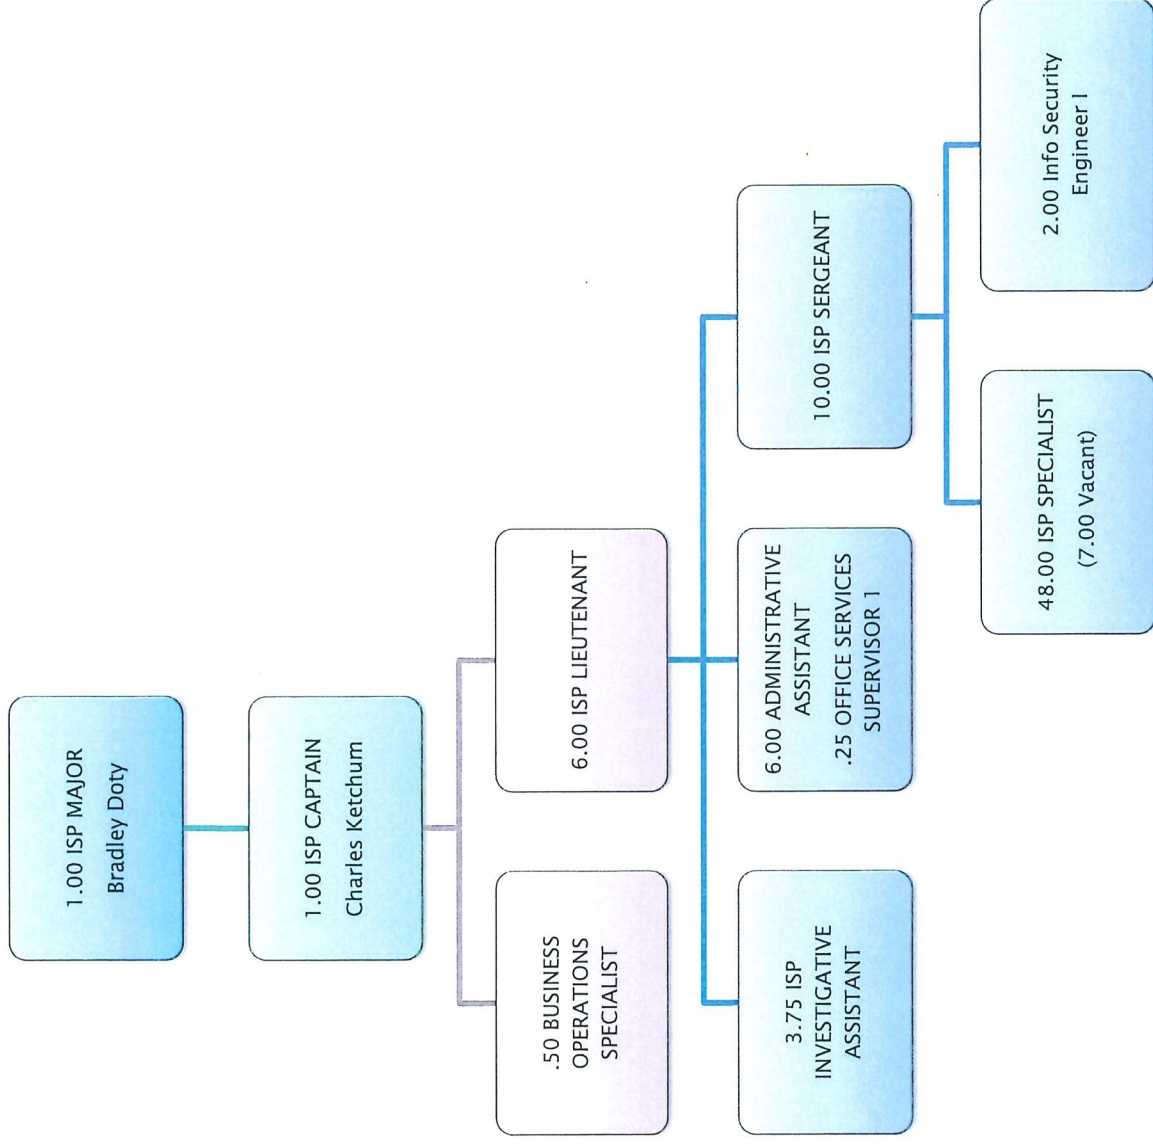 1.00 ISP MAJOR
Bradley Doty
1.00 ISP CAPTAIN
Charles Ketchum
.50 BUSINESS
OPERATIONS
SPECIALIST
6.00 ISP LIEUTENANT
3.75 ISP
INVESTIGATIVE
ASSISTANT
6.00 ADMINISTRATIVE
ASSISTANT
.25 OFFICE SERVICES
SUPERVISOR 1
10.00 ISP SERGEANT
48.00 ISP SPECIALIST
(7.00 Vacant)
2.00 Info Security
Engineer I